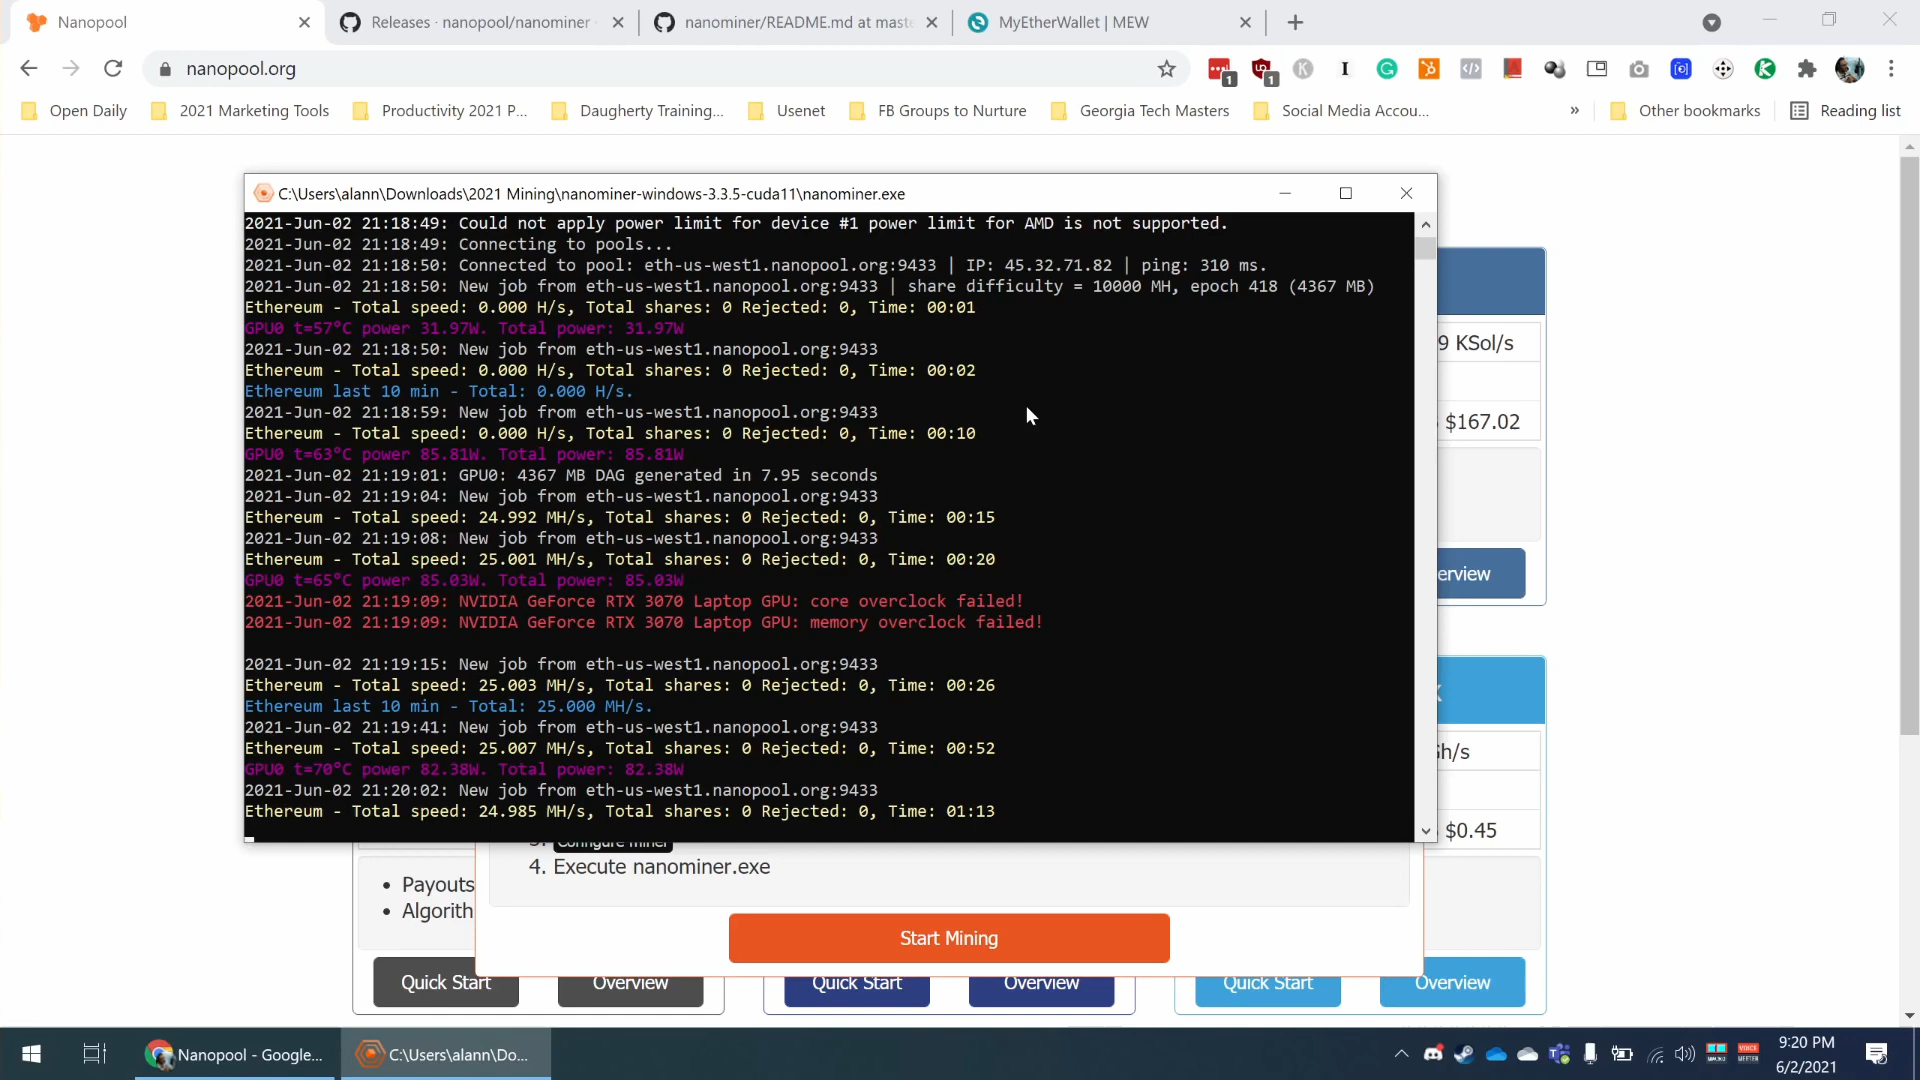 Nanopool
Releases · nanopool/nanominer
nanominer/README.md at mast
MyEtherWallet | MEW
nanopool.org
1
1
Open Daily
2021 Marketing Tools
Productivity 2021 P...
Daugherty Training...
Usenet
FB Groups to Nurture
Georgia Tech Masters
Social Media Accou...
»
Other bookmarks
Reading list
C:\Users\alann\Downloads\2021 Mining\nanominer-windows-3.3.5-cuda11\nanominer.exe
2021-Jun-02 21:18:49: Could not apply power limit for device #1 power limit for AMD is not supported.
2021-Jun-02 21:18:49: Connecting to pools...
2021-Jun-02 21:18:50: Connected to pool: eth-us-west1.nanopool.org:9433 | IP: 45.32.71.82 | ping: 310 ms.
2021-Jun-02 21:18:50: New job from eth-us-west1.nanopool.org:9433 | share difficulty = 10000 MH, epoch 418 (4367 MB)
Ethereum - Total speed: 0.000 H/s, Total shares: 0 Rejected: 0, Time: 00:01
GPU0 t=57°C power 31.97W. Total power: 31.97W
2021-Jun-02 21:18:50: New job from eth-us-west1.nanopool.org:9433
Ethereum - Total speed: 0.000 H/s, Total shares: 0 Rejected: 0, Time: 00:02
Ethereum last 10 min - Total: 0.000 H/s.
2021-Jun-02 21:18:59: New job from eth-us-west1.nanopool.org:9433
Ethereum - Total speed: 0.000 H/s, Total shares: 0 Rejected: 0, Time: 00:10
GPU0 t=63°C power 85.81W. Total power: 85.81W
2021-Jun-02 21:19:01: GPU0: 4367 MB DAG generated in 7.95 seconds
2021-Jun-02 21:19:04: New job from eth-us-west1.nanopool.org:9433
Ethereum - Total speed: 24.992 MH/s, Total shares: 0 Rejected: 0, Time: 00:15
2021-Jun-02 21:19:08: New job from eth-us-west1.nanopool.org:9433
Ethereum - Total speed: 25.001 MH/s, Total shares: 0 Rejected: 0, Time: 00:20
GPU0 t=65°C power 85.03W. Total power: 85.03W
2021-Jun-02 21:19:09: NVIDIA GeForce RTX 3070 Laptop GPU: core overclock failed!
2021-Jun-02 21:19:09: NVIDIA GeForce RTX 3070 Laptop GPU: memory overclock failed!
2021-Jun-02 21:19:15: New job from eth-us-west1.nanopool.org:9433
Ethereum - Total speed: 25.003 MH/s, Total shares: 0 Rejected: 0, Time: 00:26
Ethereum last 10 min - Total: 25.000 MH/s.
2021-Jun-02 21:19:41: New job from eth-us-west1.nanopool.org:9433
Ethereum - Total speed: 25.007 MH/s, Total shares: 0 Rejected: 0, Time: 00:52
GPU0 t=70°C power 82.38W. Total power: 82.38W
2021-Jun-02 21:20:02: New job from eth-us-west1.nanopool.org:9433
Ethereum - Total speed: 24.985 MH/s, Total shares: 0 Rejected: 0, Time: 01:13
9 KSol/s
$167.02
erview
h/s
$0.45
Configure miner
4. Execute nanominer.exe
Payouts
Algorith
Start Mining
Quick Start
Overview
Quick Start
Overview
Quick Start
Overview
Nanopool - Google...
C:\Users\alann\Do...
9:20 PM
6/2/2021